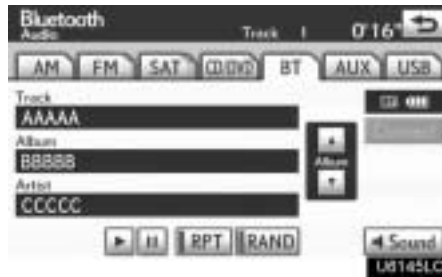 Bluetooth
Audio
Track 1 0'16"
AM FM SAT CD/DVD BT AUX USB
Track
AAAAA
Album
BBBBB
Artist
CCCCC
Album
RPT RAND
Sound
U6145LC